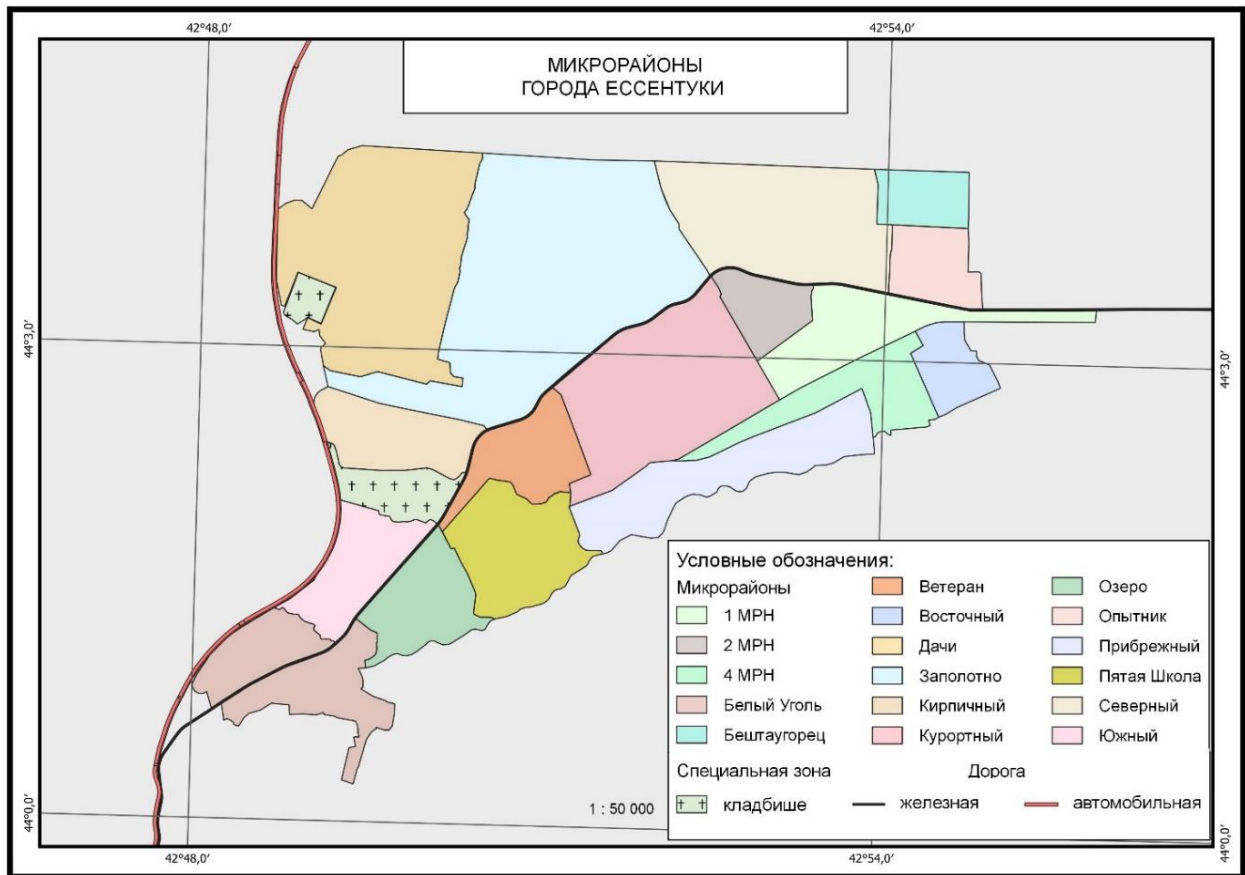 42°48,0′
42°54,0′
МИКРОРАЙОНЫ
ГОРОДА ЕССЕНТУКИ
44°3,0′
44°3,0′
Условные обозначения:
Микрорайоны
1 МРН
2 МРН
4 МРН
Белый Уголь
Бештаугорец
Ветеран
Восточный
Дачи
Заполотно
Кирпичный
Курортный
Озеро
Опытник
Прибрежный
Пятая Школа
Северный
Южный
Специальная зона
кладбише
Дорога
железная
автомобильная
1 : 50 000
44°0,0′
44°0,0′
42°48,0′
42°54,0′